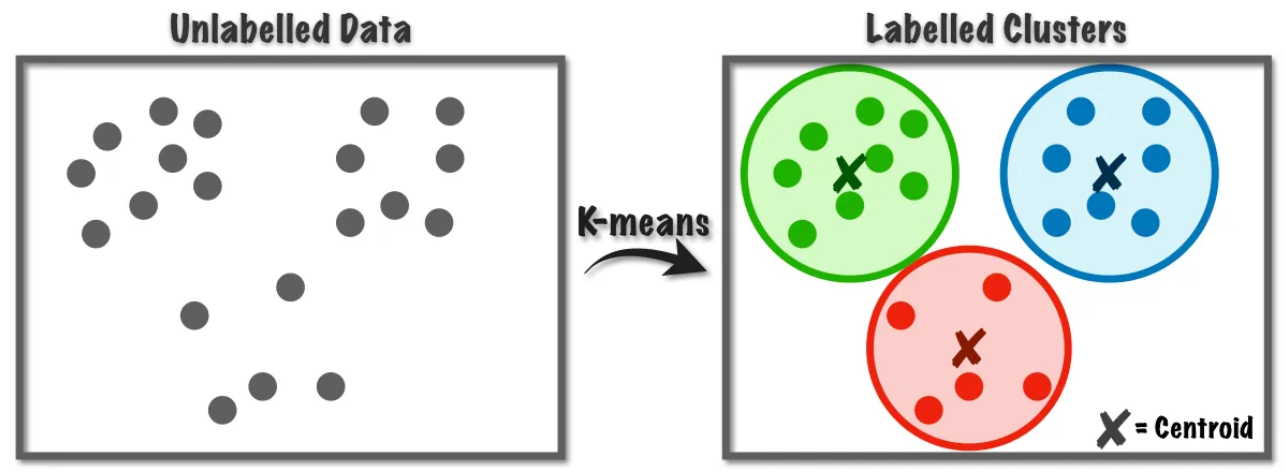 Unlabelled Data
Labelled Clusters
K-means
X = Centroid